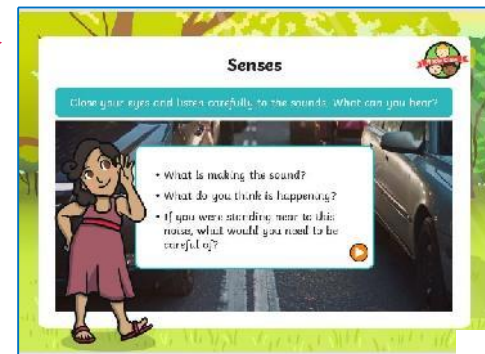 Senses
Close your eyes and listen carefully to the sounds. What can you hear?
• What is making the sound?
• What do you think is happening?
• If you were standing near to this
noise, what would you need to be
careful of?